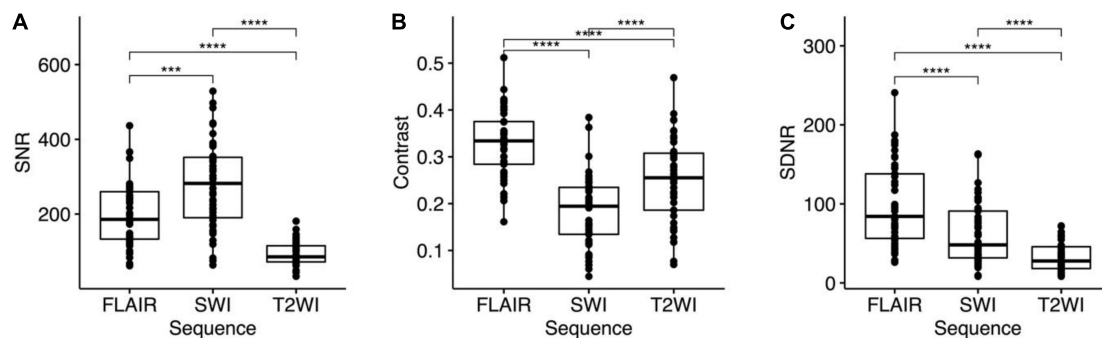 A
SNR
600
400
200
****
****
***
FLAIR SWI T2WI
Sequence
B
Contrast
0.5
0.4
0.3
0.2
0.1
****
****
****
FLAIR SWI T2WI
Sequence
C
SDNR
300
200
100
0
****
****
****
FLAIR SWI T2WI
Sequence